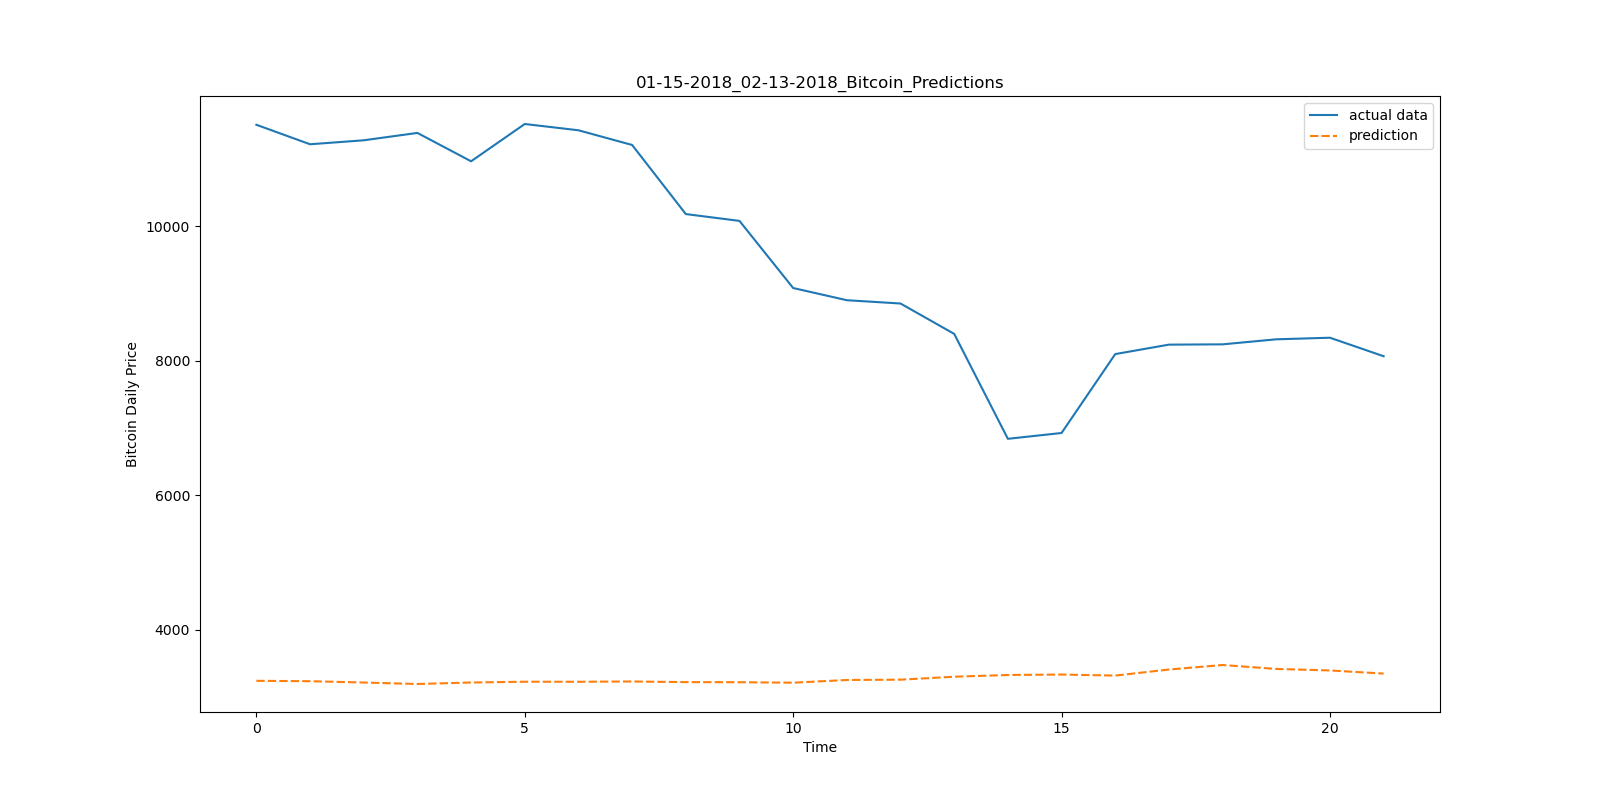 01-15-2018_02-13-2018_Bitcoin_Predictions
actual data
prediction
Bitcoin Daily Price
10000
8000
6000
4000
0 5 10 15 20
Time